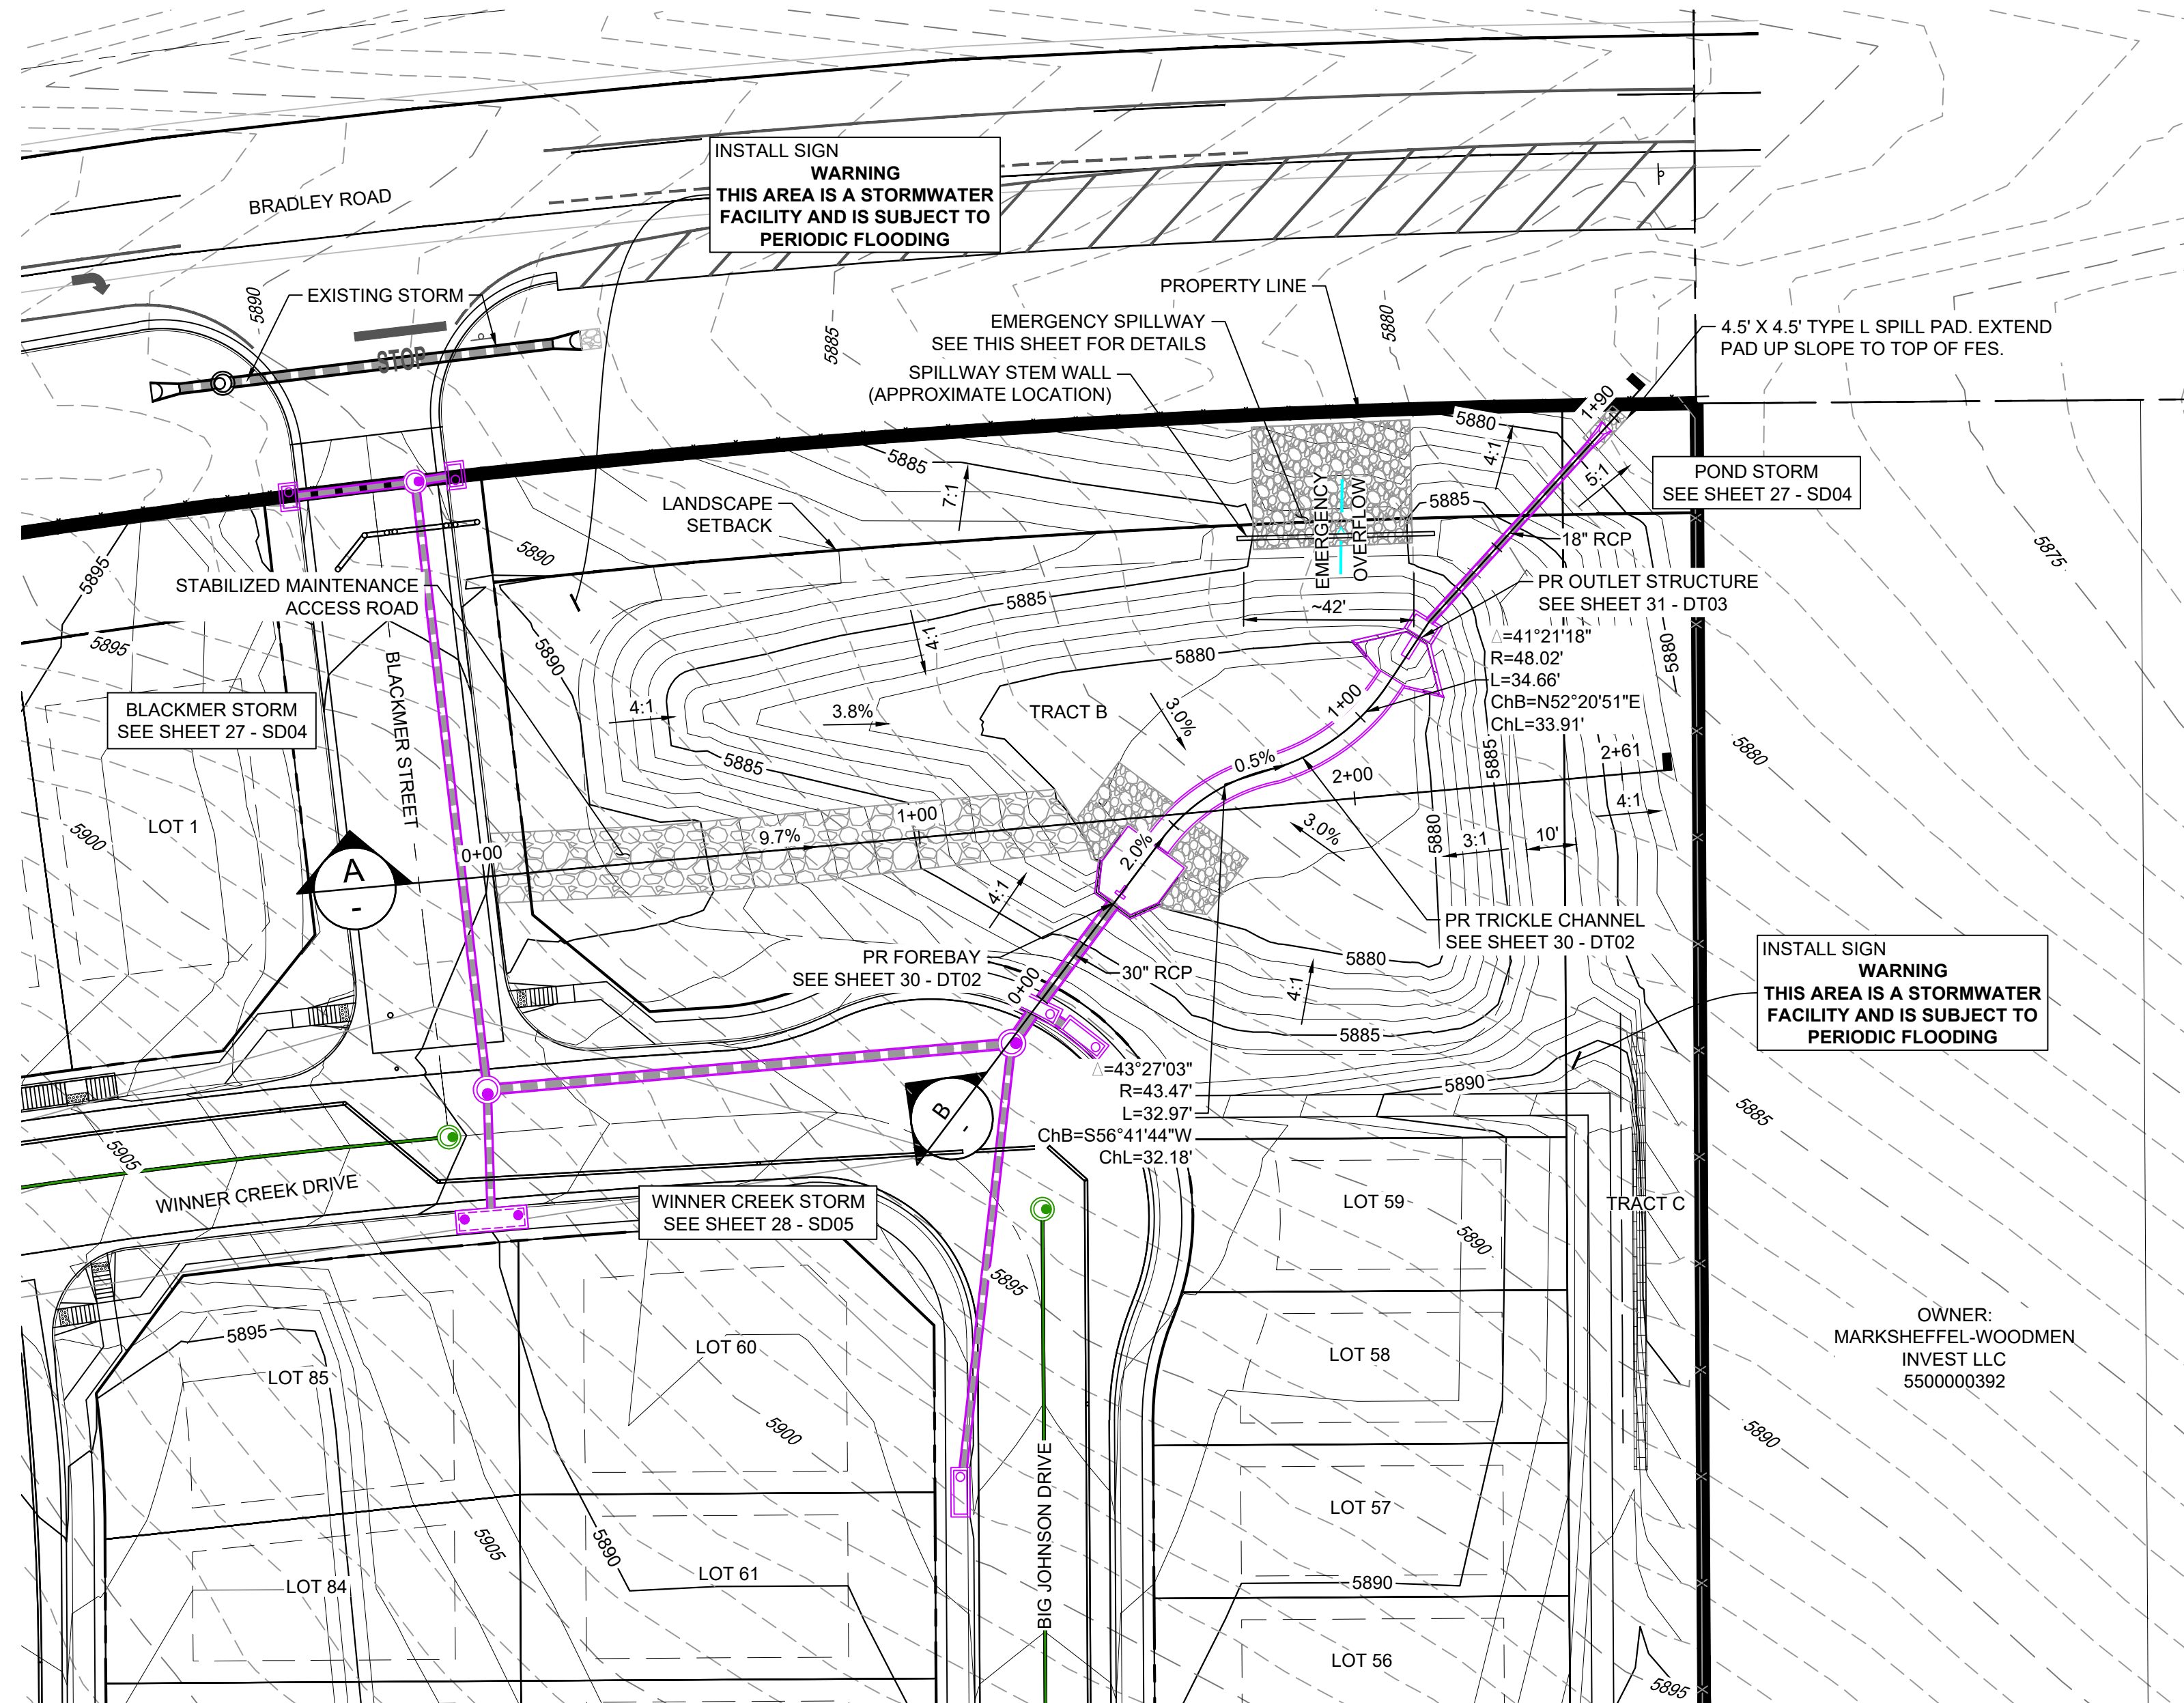 INSTALL SIGN
WARNING
THIS AREA IS A STORMWATER
FACILITY AND IS SUBJECT TO
PERIODIC FLOODING
BRADLEY ROAD
5890
EXISTING STORM
STOP
5885
5880
PROPERTY LINE
EMERGENCY SPILLWAY
SEE THIS SHEET FOR DETAILS
SPILLWAY STEM WALL
(APPROXIMATE LOCATION)
4.5' X 4.5' TYPE L SPILL PAD. EXTEND
PAD UP SLOPE TO TOP OF FES.
1+90
5880
4:1
5:1
5885
7:1
5885
POND STORM
SEE SHEET 27 - SD04
LANDSCAPE
SETBACK
EMERGENCY
OVERFLOW
18" RCP
5890
5895
5875
STABILIZED MAINTENANCE
ACCESS ROAD
5885
~42'
PR OUTLET STRUCTURE
SEE SHEET 31 - DT03
5895
5890
4:1
5880
5880
Δ=41°21'18"
R=48.02'
L=34.66'
ChB=N52°20'51"E
ChL=33.91'
BLACKMER STORM
SEE SHEET 27 - SD04
BLACKMER STREET
4:1
3.8%
TRACT B
3.0%
1+00
5885
0.5%
2+00
5885
2+61
5880
4:1
5900
LOT 1
0+00
9.7%
1+00
2.0%
3.0%
5880
3:1
10'
A
-
4:1
PR TRICKLE CHANNEL
SEE SHEET 30 - DT02
PR FOREBAY
SEE SHEET 30 - DT02
0+00
30" RCP
5880
4:1
5885
INSTALL SIGN
WARNING
THIS AREA IS A STORMWATER
FACILITY AND IS SUBJECT TO
PERIODIC FLOODING
5890
5885
Δ=43°27'03"
R=43.47'
L=32.97'
ChB=S56°41'44"W
ChL=32.18'
B
-
5905
WINNER CREEK DRIVE
WINNER CREEK STORM
SEE SHEET 28 - SD05
LOT 59
5890
TRACT C
5895
OWNER:
MARKSHEFFEL-WOODMEN
INVEST LLC
5500000392
5895
LOT 85
LOT 60
LOT 58
5900
5890
BIG JOHNSON DRIVE
LOT 57
5905
5890
LOT 84
LOT 61
5890
LOT 56
5895